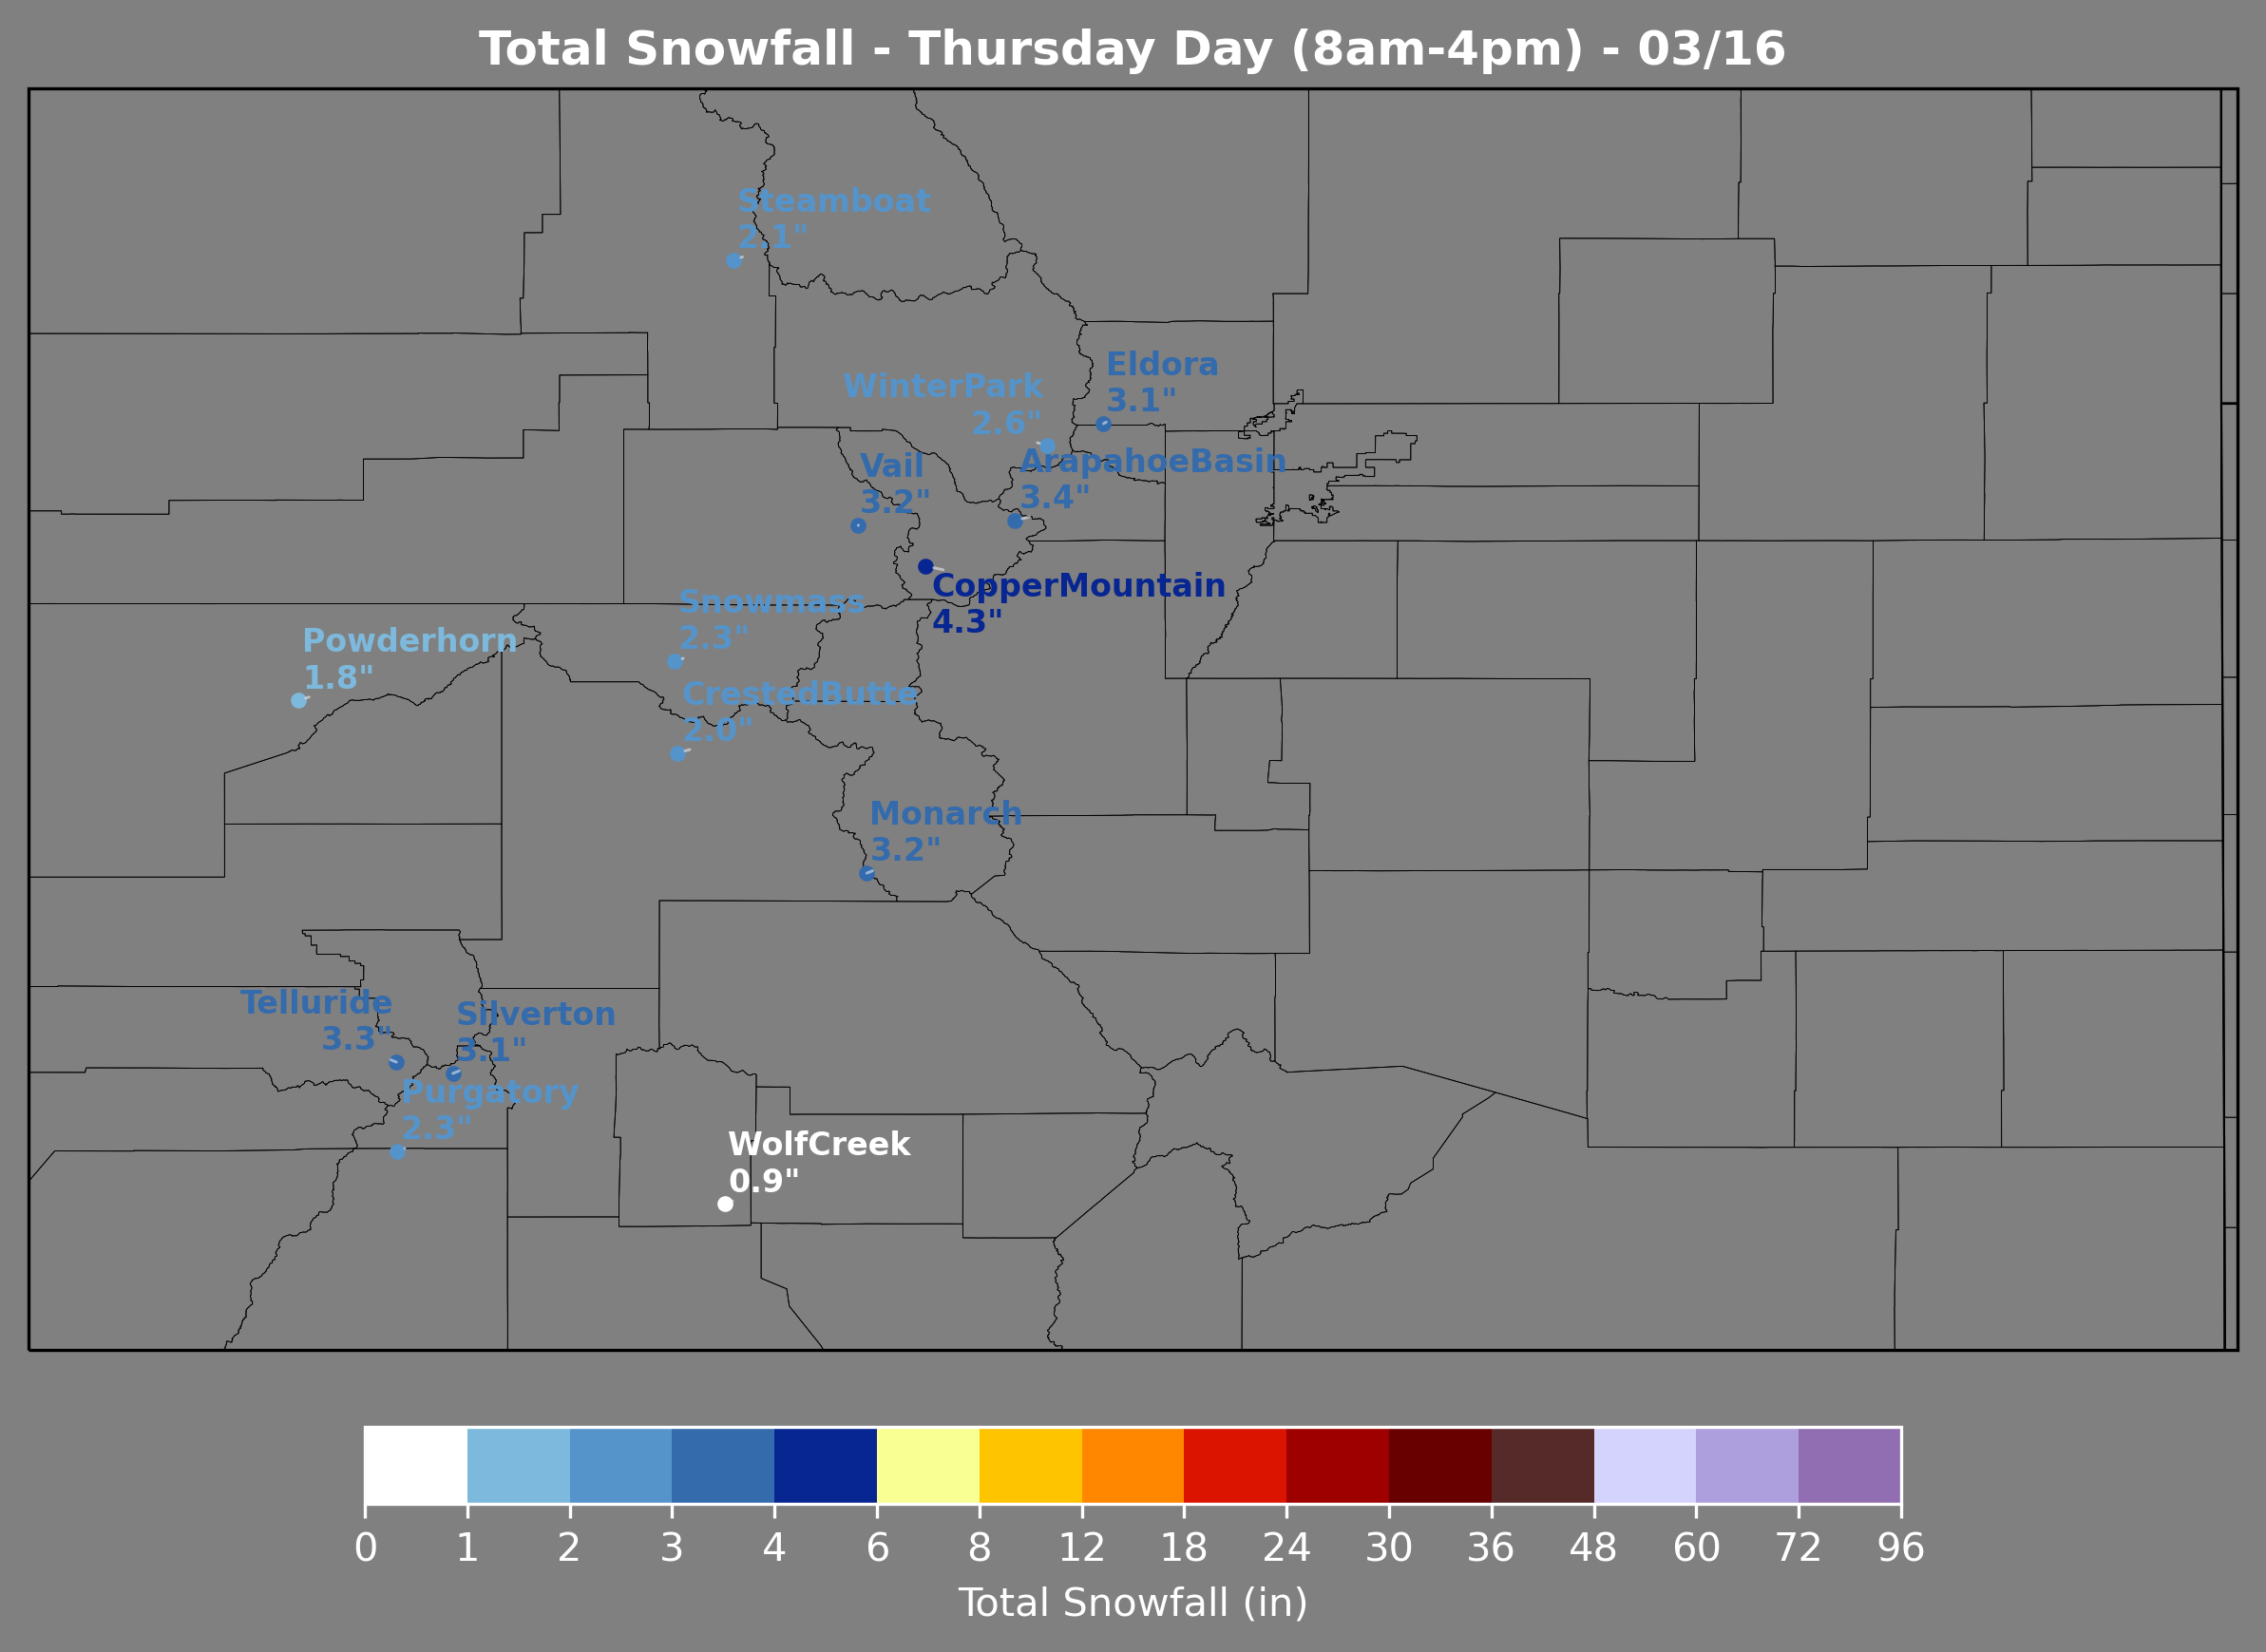 Total Snowfall - Thursday Day (8am-4pm) - 03/16
Steamboat
2.1"
Eldora
3.1"
WinterPark
2.6"
Vail
3.2"
ArapahoeBasin
3.4"
CopperMountain
4.3"
Snowmass
2.3"
Powderhorn
1.8"
CrestedButte
2.0"
Monarch
3.2"
Telluride
3.3"
Silverton
3.1"
Purgatory
2.3"
WolfCreek
0.9"
0 1 2 3 4 6 8 12 18 24 30 36 48 60 72 96
Total Snowfall (in)